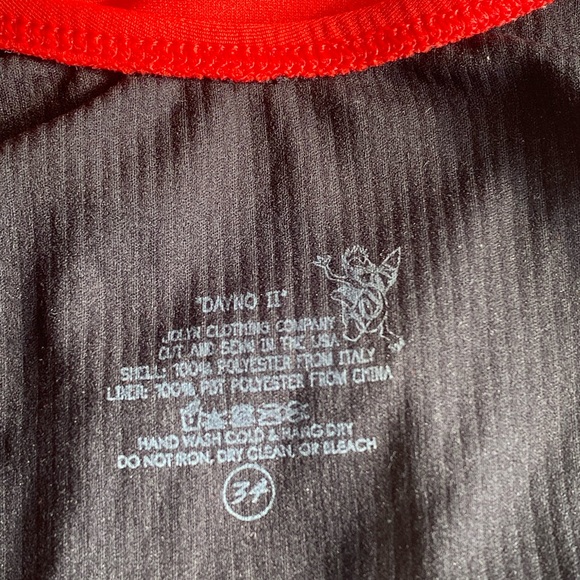 "DAYNO II"
JOLYN CLOTHING COMPANY
CUT AND SEWN IN THE USA
SHELL: 100% POLYESTER FROM ITALY
LINER: 100% PBT POLYESTER FROM CHINA
HAND WASH COLD & HANG DRY
DO NOT IRON, DRY CLEAN, OR BLEACH
34